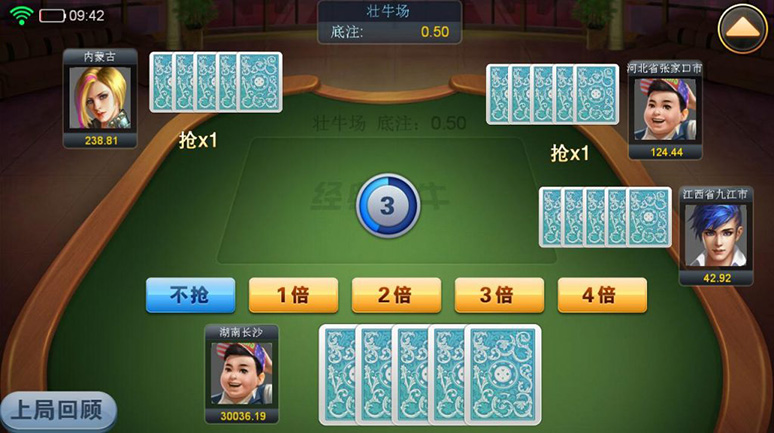 09:42
壮牛场
底注: 0.50
内蒙古
238.81
抢x1
河北省张家口市
124.44
抢x1
壮牛场 底注: 0.50
3
江西省九江市
42.92
不抢
1倍
2倍
3倍
4倍
湖南长沙
30036.19
上局回顾